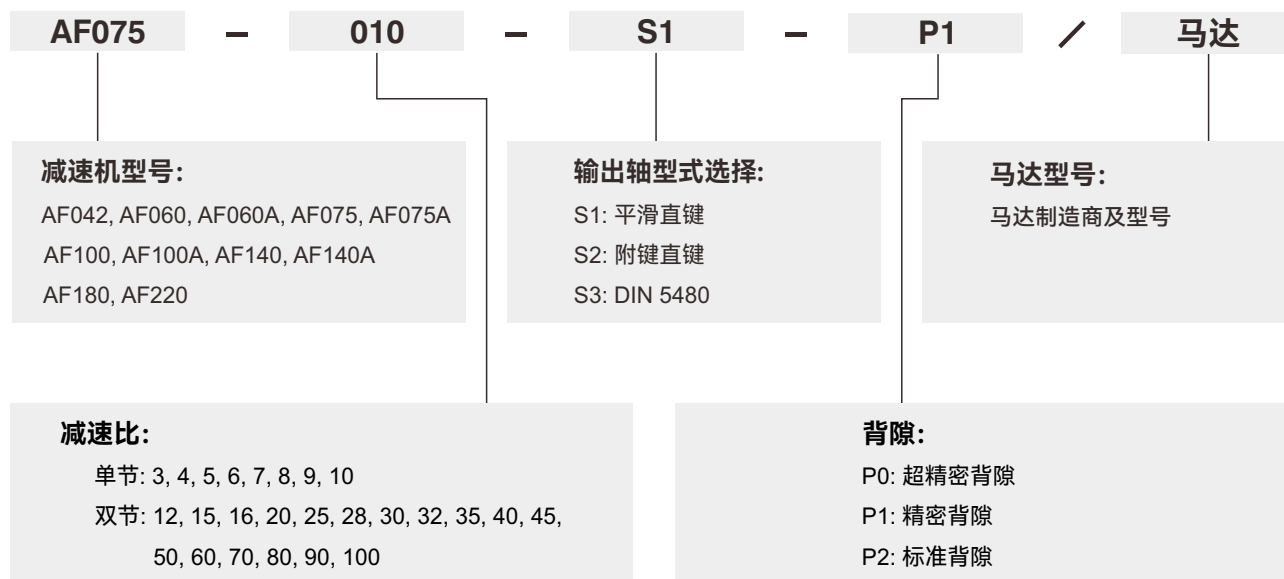 AF075 – 010 – S1 – P1 / 马达
减速机型号:
AF042, AF060, AF060A, AF075, AF075A
AF100, AF100A, AF140, AF140A
AF180, AF220
输出轴型式选择:
S1: 平滑直键
S2: 附键直键
S3: DIN 5480
马达型号:
马达制造商及型号
减速比:
单节: 3, 4, 5, 6, 7, 8, 9, 10
双节: 12, 15, 16, 20, 25, 28, 30, 32, 35, 40, 45,
50, 60, 70, 80, 90, 100
背隙:
P0: 超精密背隙
P1: 精密背隙
P2: 标准背隙